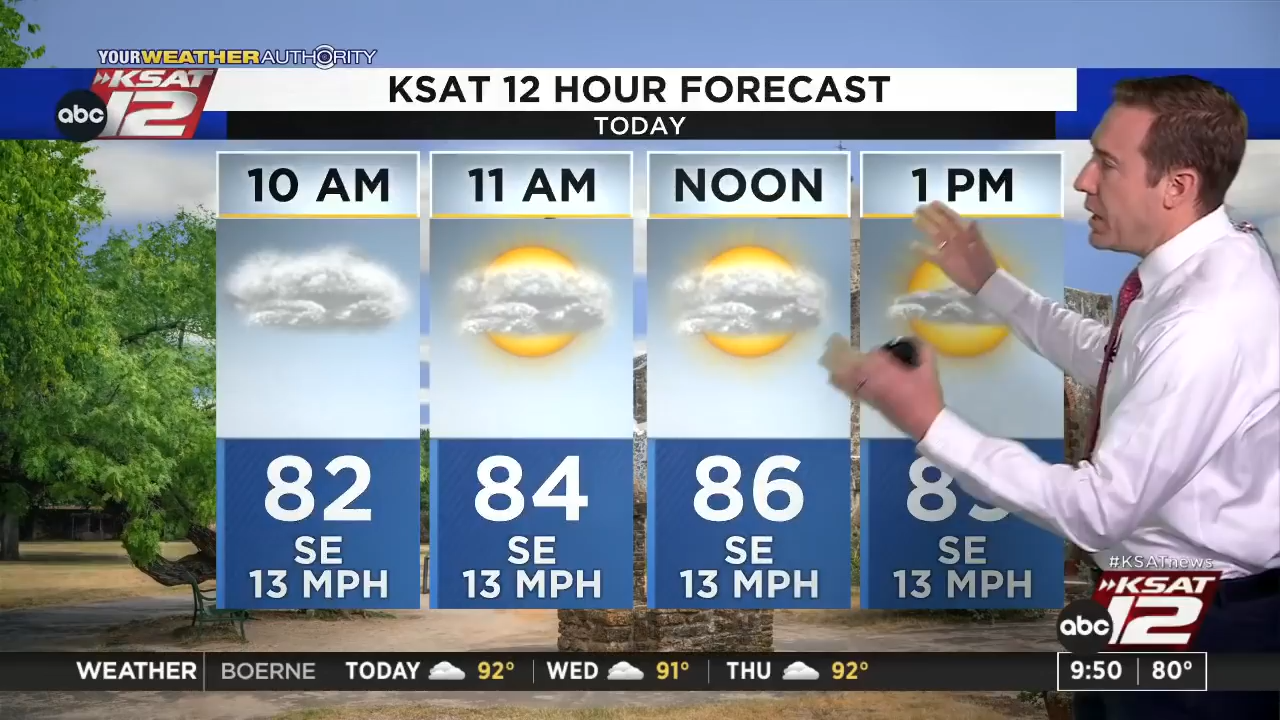 YOURWEATHERAUTHORITY
KSAT 12 HOUR FORECAST
TODAY
KSAT
abc 12
10 AM
11 AM
NOON
1 PM
82
SE
13 MPH
84
SE
13 MPH
86
SE
13 MPH
SE
13 MPH
#KSATnews
KSAT
abc 12
WEATHER BOERNE TODAY 92° WED 91° THU 92°
9:50 80°